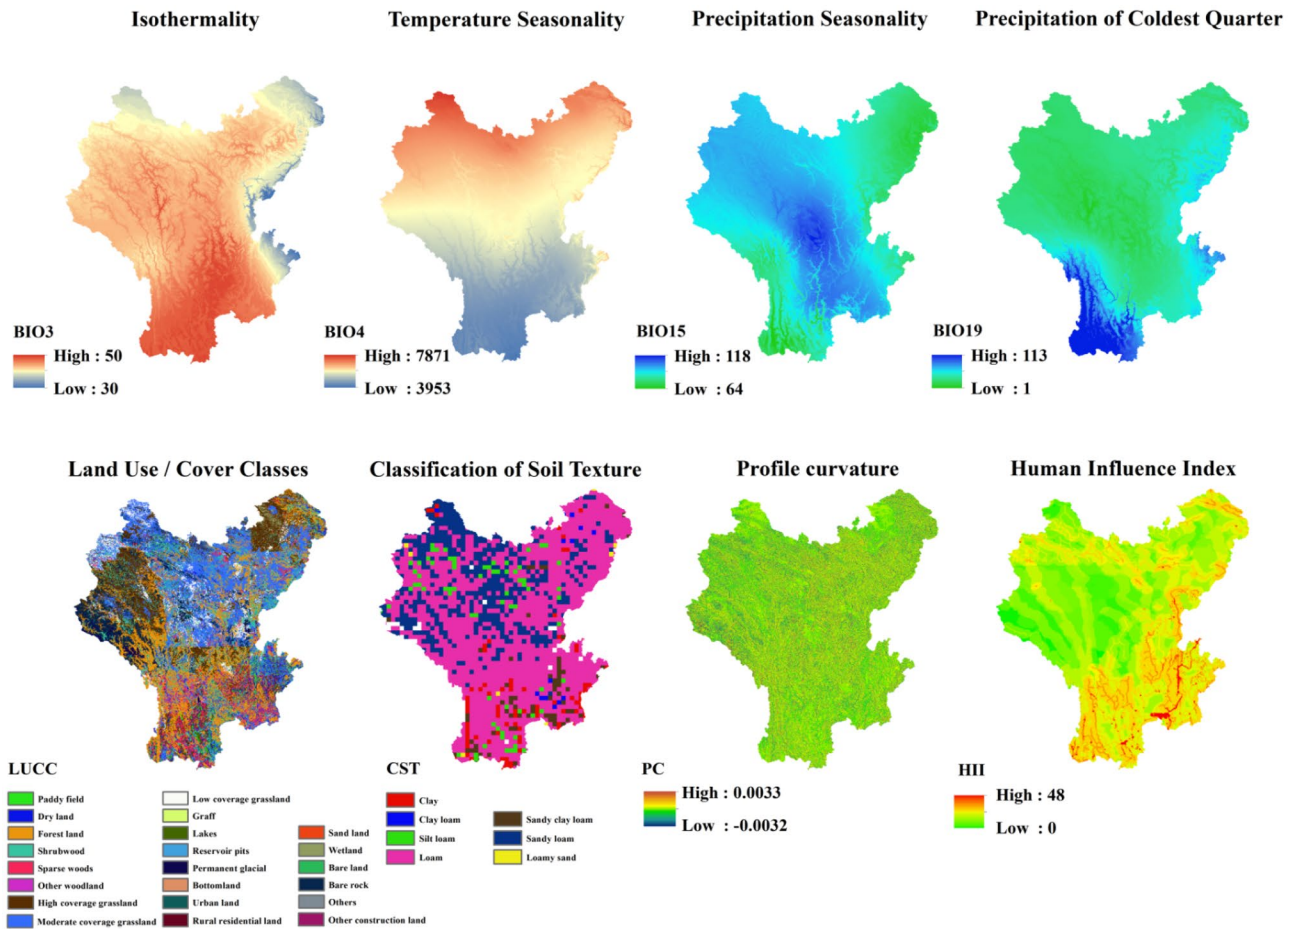 Isothermality
Temperature Seasonality
Precipitation Seasonality
Precipitation of Coldest Quarter
BIO3
High : 50
Low : 30
BIO4
High : 7871
Low : 3953
BIO15
High : 118
Low : 64
BIO19
High : 113
Low : 1
Land Use / Cover Classes
Classification of Soil Texture
Profile curvature
Human Influence Index
LUCC
Paddy field
Dry land
Forest land
Shrubwood
Sparse woods
Other woodland
High coverage grassland
Moderate coverage grassland
Low coverage grassland
Graff
Lakes
Reservoir pits
Permanent glacial
Bottomland
Urban land
Rural residential land
Sand land
Wetland
Bare land
Bare rock
Others
Other construction land
CST
Clay
Clay loam
Silt loam
Loam
Sandy clay loam
Sandy loam
Loamy sand
PC
High : 0.0033
Low : -0.0032
HII
High : 48
Low : 0